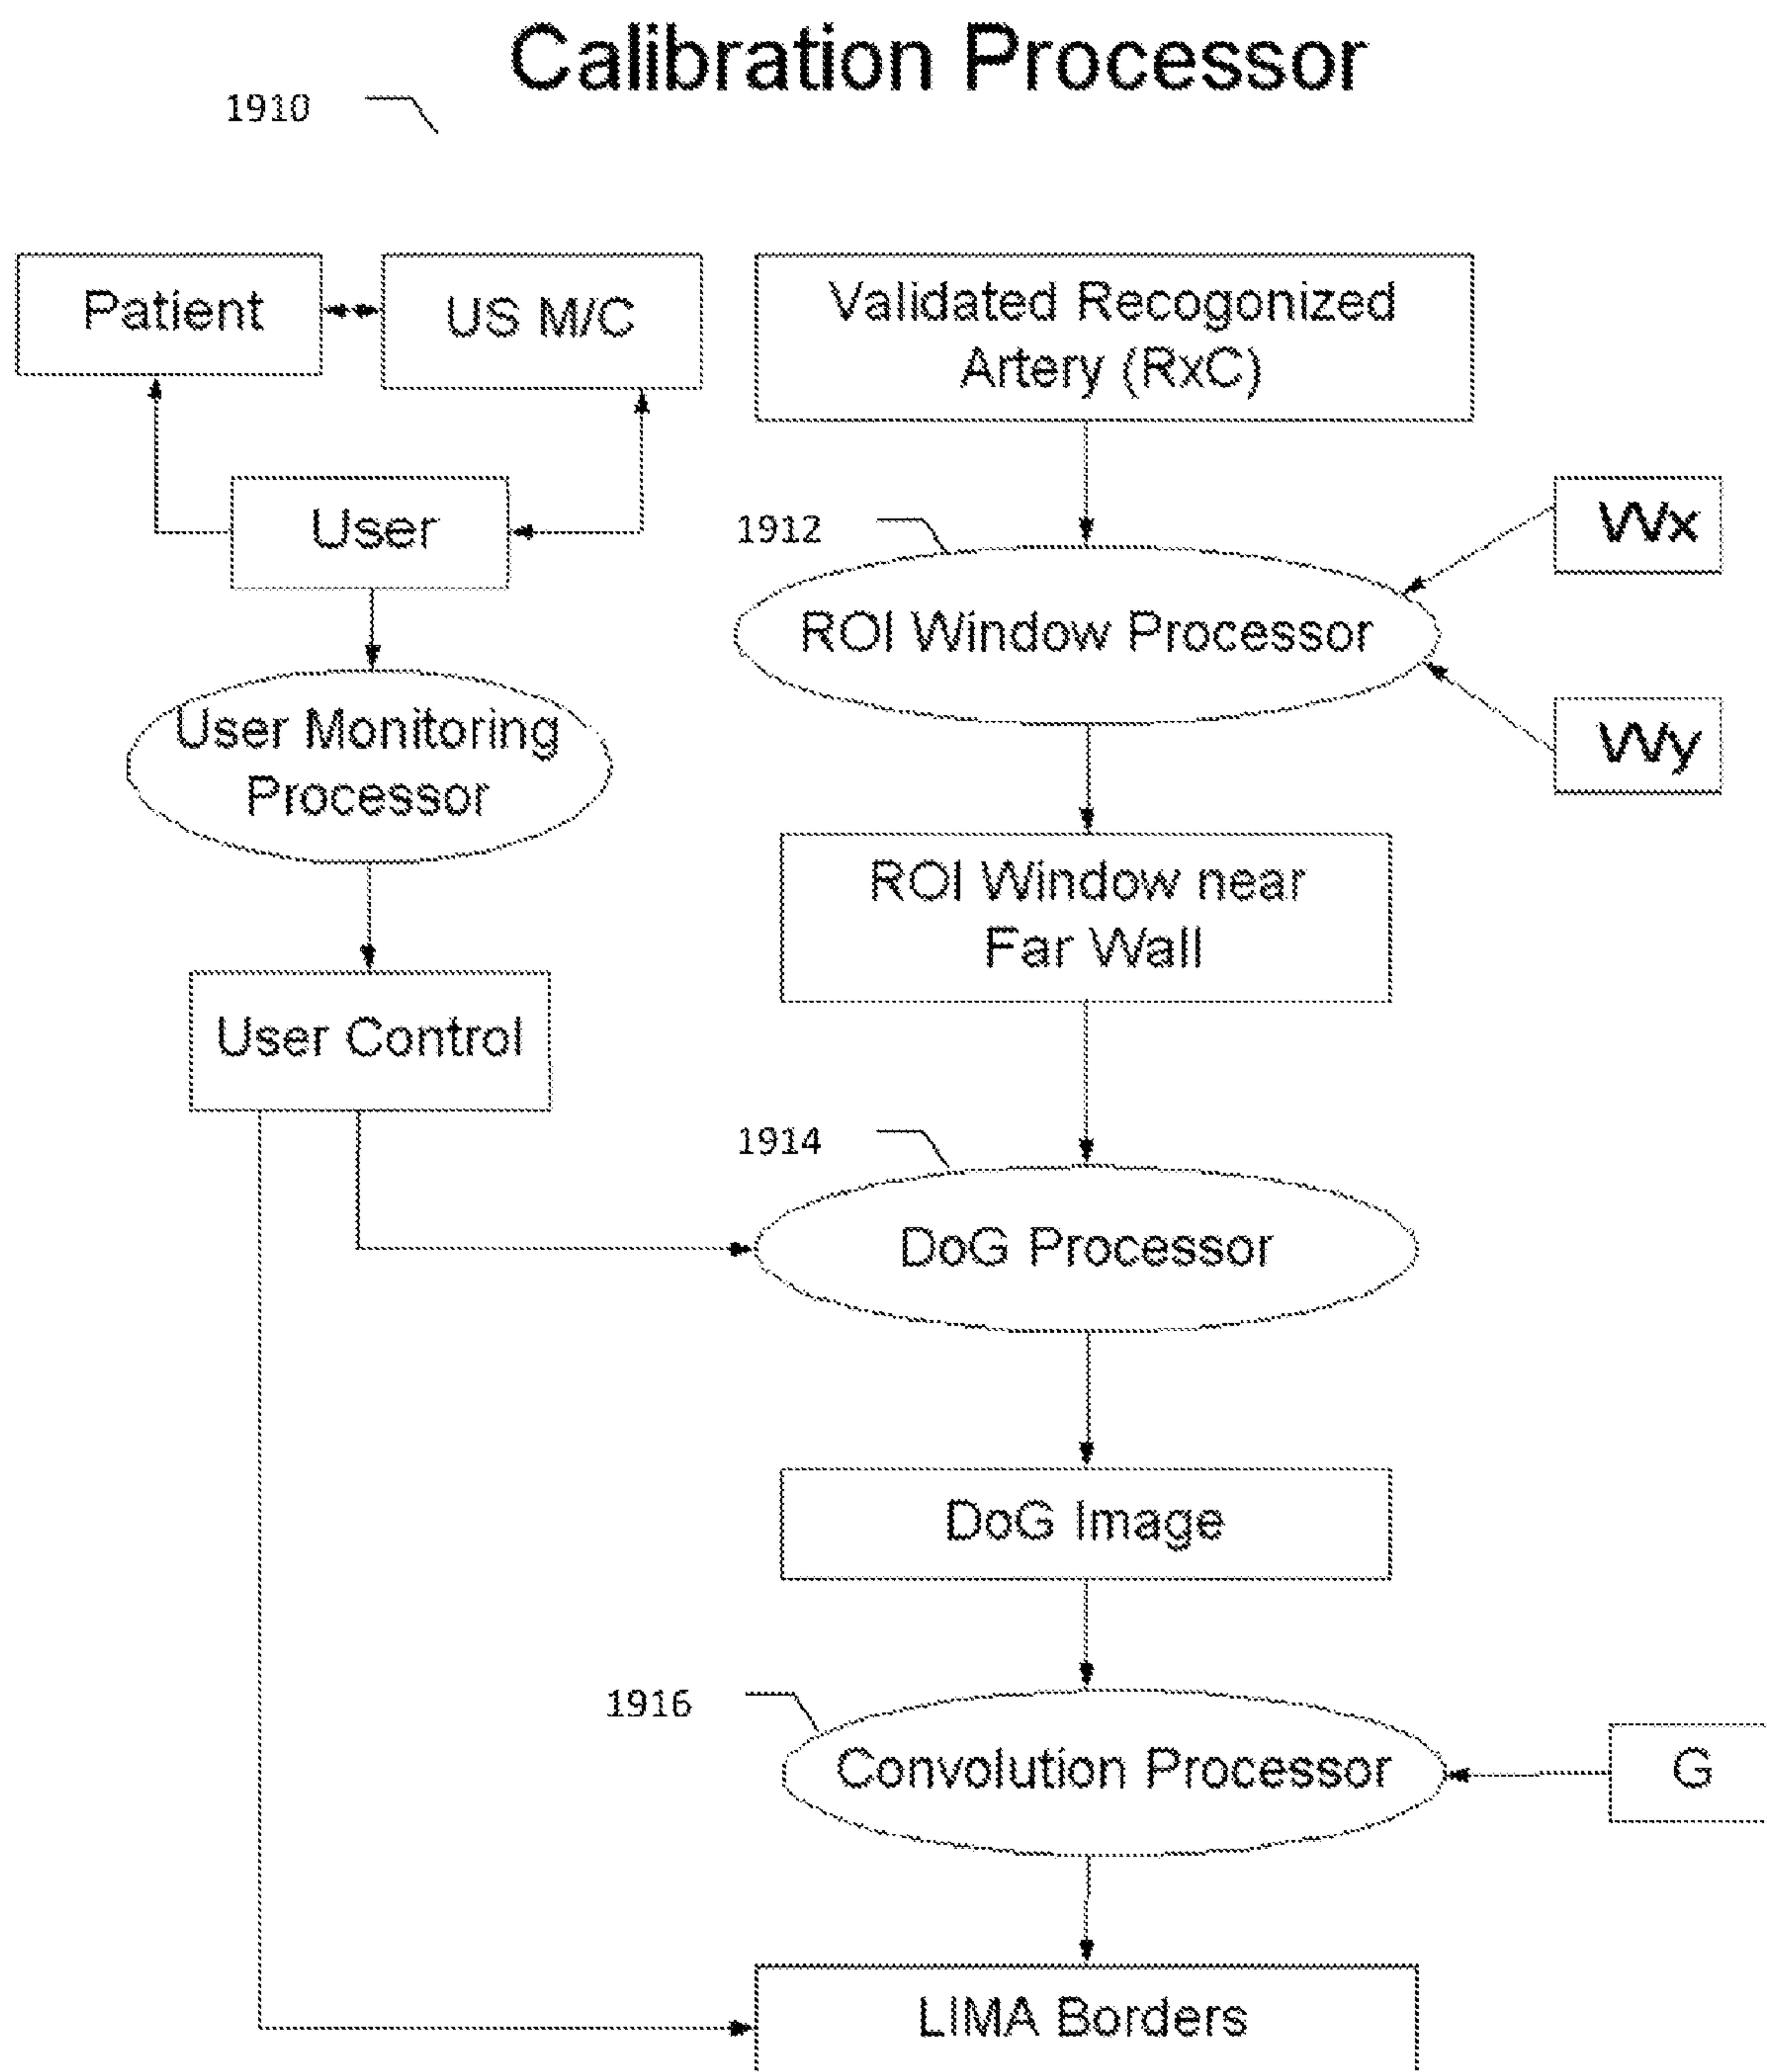 Calibration Processor
1910
Patient
US M/C
Validated Recogonized
Artery (RxC)
User
1912
Wx
ROI Window Processor
User Monitoring
Processor
Wy
ROI Window near
Far Wall
User Control
1914
DoG Processor
DoG Image
1916
Convolution Processor
G
LIMA Borders